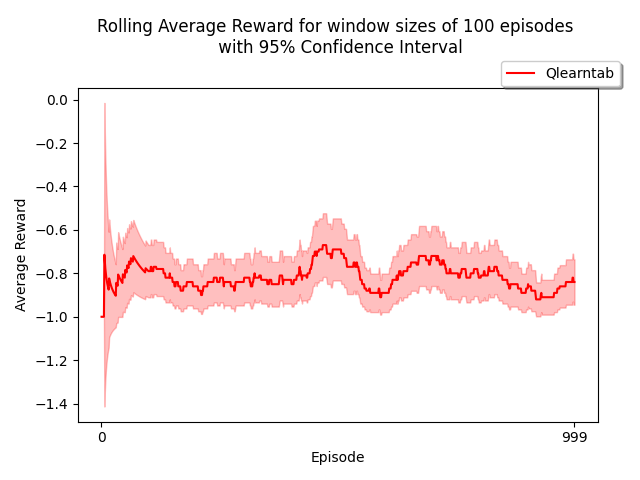 Rolling Average Reward for window sizes of 100 episodes
with 95% Confidence Interval
Qlearntab
0.0
−0.2
−0.4
−0.6
−0.8
−1.0
−1.2
−1.4
Average Reward
0
999
Episode